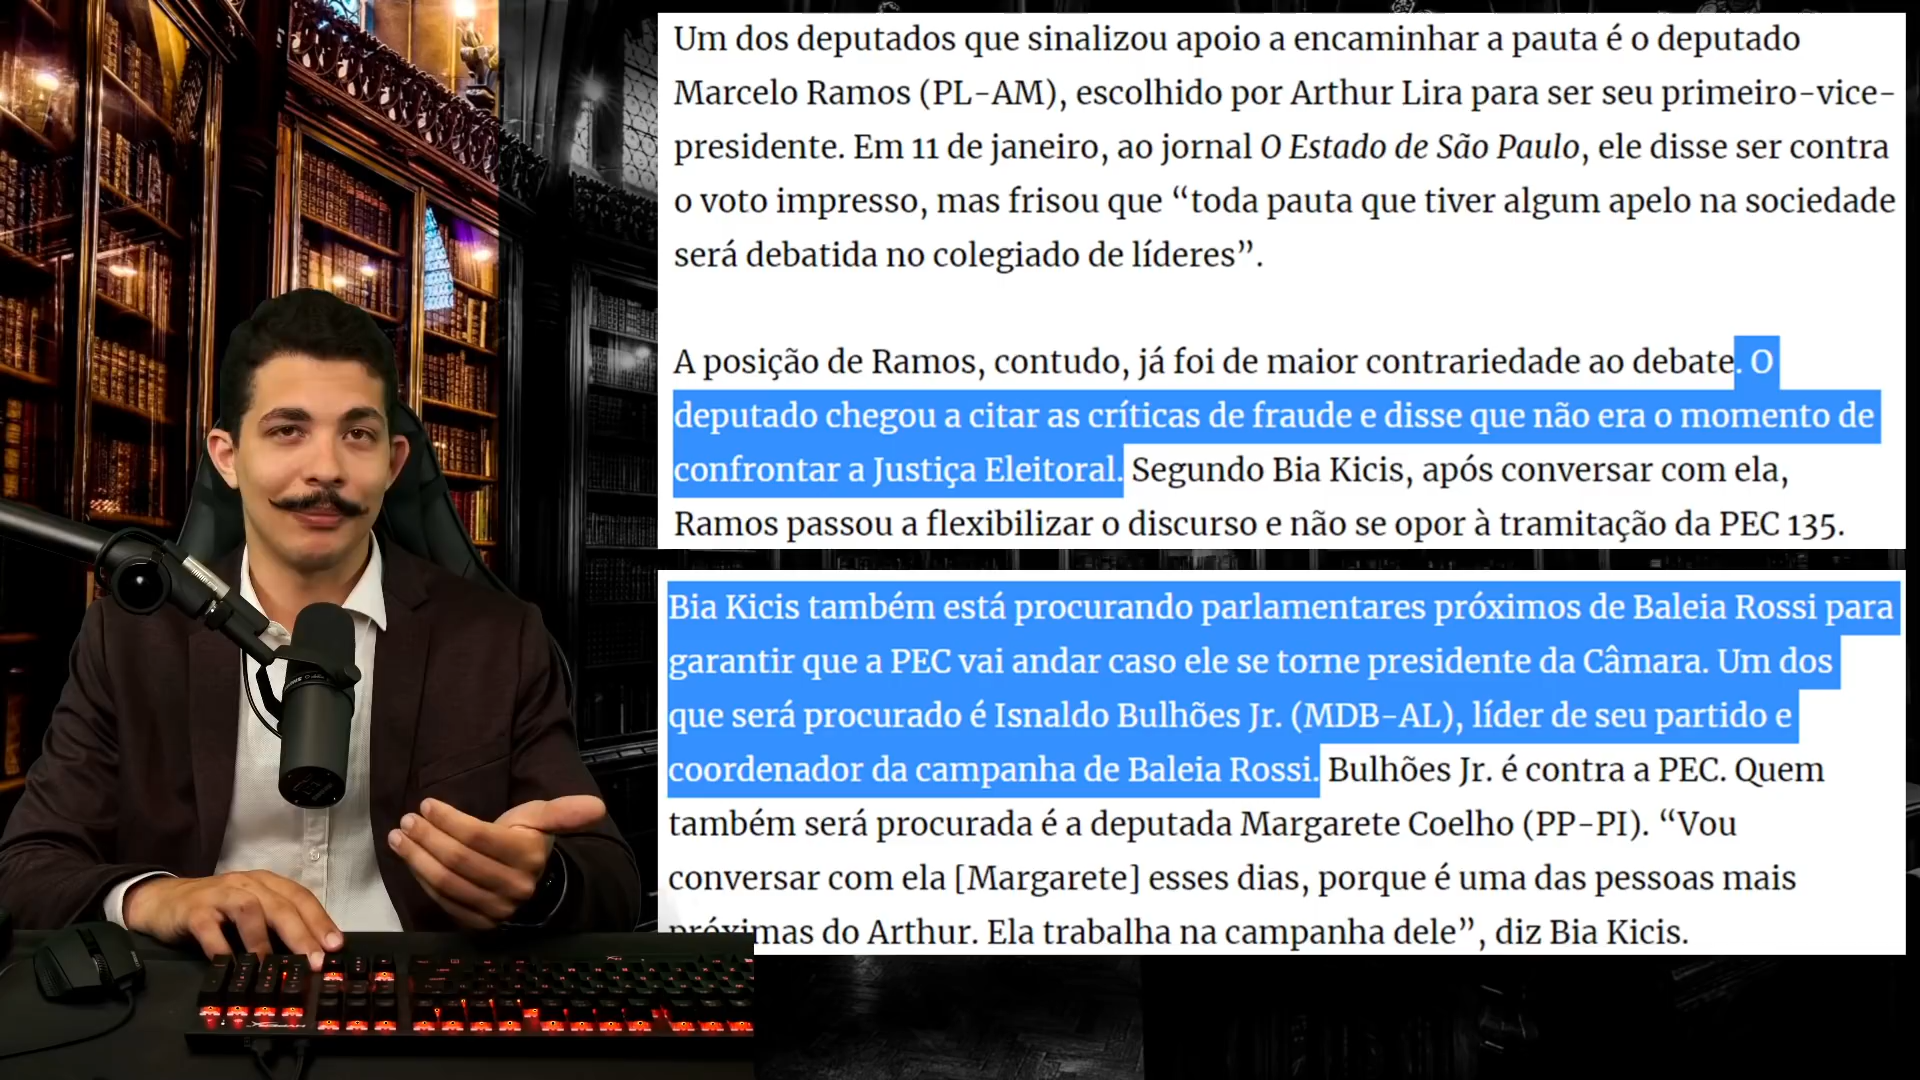 Um dos deputados que sinalizou apoio a encaminhar a pauta é o deputado
Marcelo Ramos (PL-AM), escolhido por Arthur Lira para ser seu primeiro-vice-
presidente. Em 11 de janeiro, ao jornal O Estado de São Paulo, ele disse ser contra
o voto impresso, mas frisou que “toda pauta que tiver algum apelo na sociedade
será debatida no colegiado de líderes”.
A posição de Ramos, contudo, já foi de maior contrariedade ao debate. O
deputado chegou a citar as críticas de fraude e disse que não era o momento de
confrontar a Justiça Eleitoral. Segundo Bia Kicis, após conversar com ela,
Ramos passou a flexibilizar o discurso e não se opor à tramitação da PEC 135.
Bia Kicis também está procurando parlamentares próximos de Baleia Rossi para
garantir que a PEC vai andar caso ele se torne presidente da Câmara. Um dos
que será procurado é Isnaldo Bulhões Jr. (MDB-AL), líder de seu partido e
coordenador da campanha de Baleia Rossi. Bulhões Jr. é contra a PEC. Quem
também será procurada é a deputada Margarete Coelho (PP-PI). “Vou
conversar com ela [Margarete] esses dias, porque é uma das pessoas mais
próximas do Arthur. Ela trabalha na campanha dele”, diz Bia Kicis.